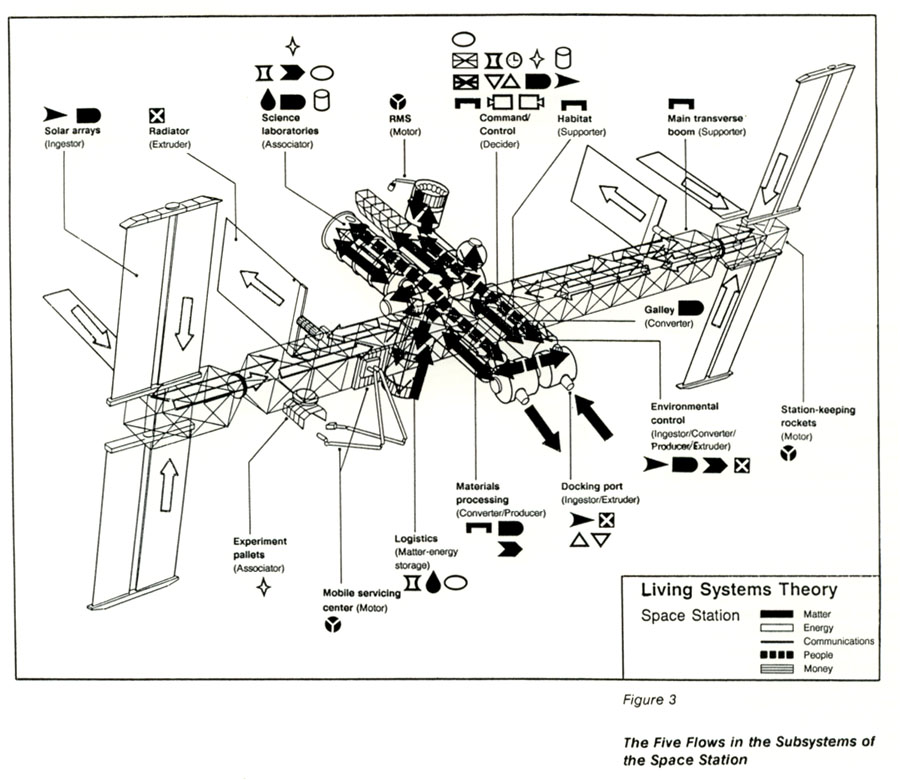 Solar arrays
(Ingestor)
Radiator
(Extruder)
Science
laboratories
(Associator)
RMS
(Motor)
Command/
Control
(Decider)
Habitat
(Supporter)
Main transverse
boom (Supporter)
Galley
(Converter)
Environmental
control
(Ingestor/Converter/
Producer/Extruder)
Station-keeping
rockets
(Motor)
Materials
processing
(Converter/Producer)
Docking port
(Ingestor/Extruder)
Logistics
(Matter-energy
storage)
Experiment
pallets
(Associator)
Mobile servicing
center (Motor)
Living Systems Theory
Space Station
Matter
Energy
Communications
People
Money
Figure 3
The Five Flows in the Subsystems of
the Space Station